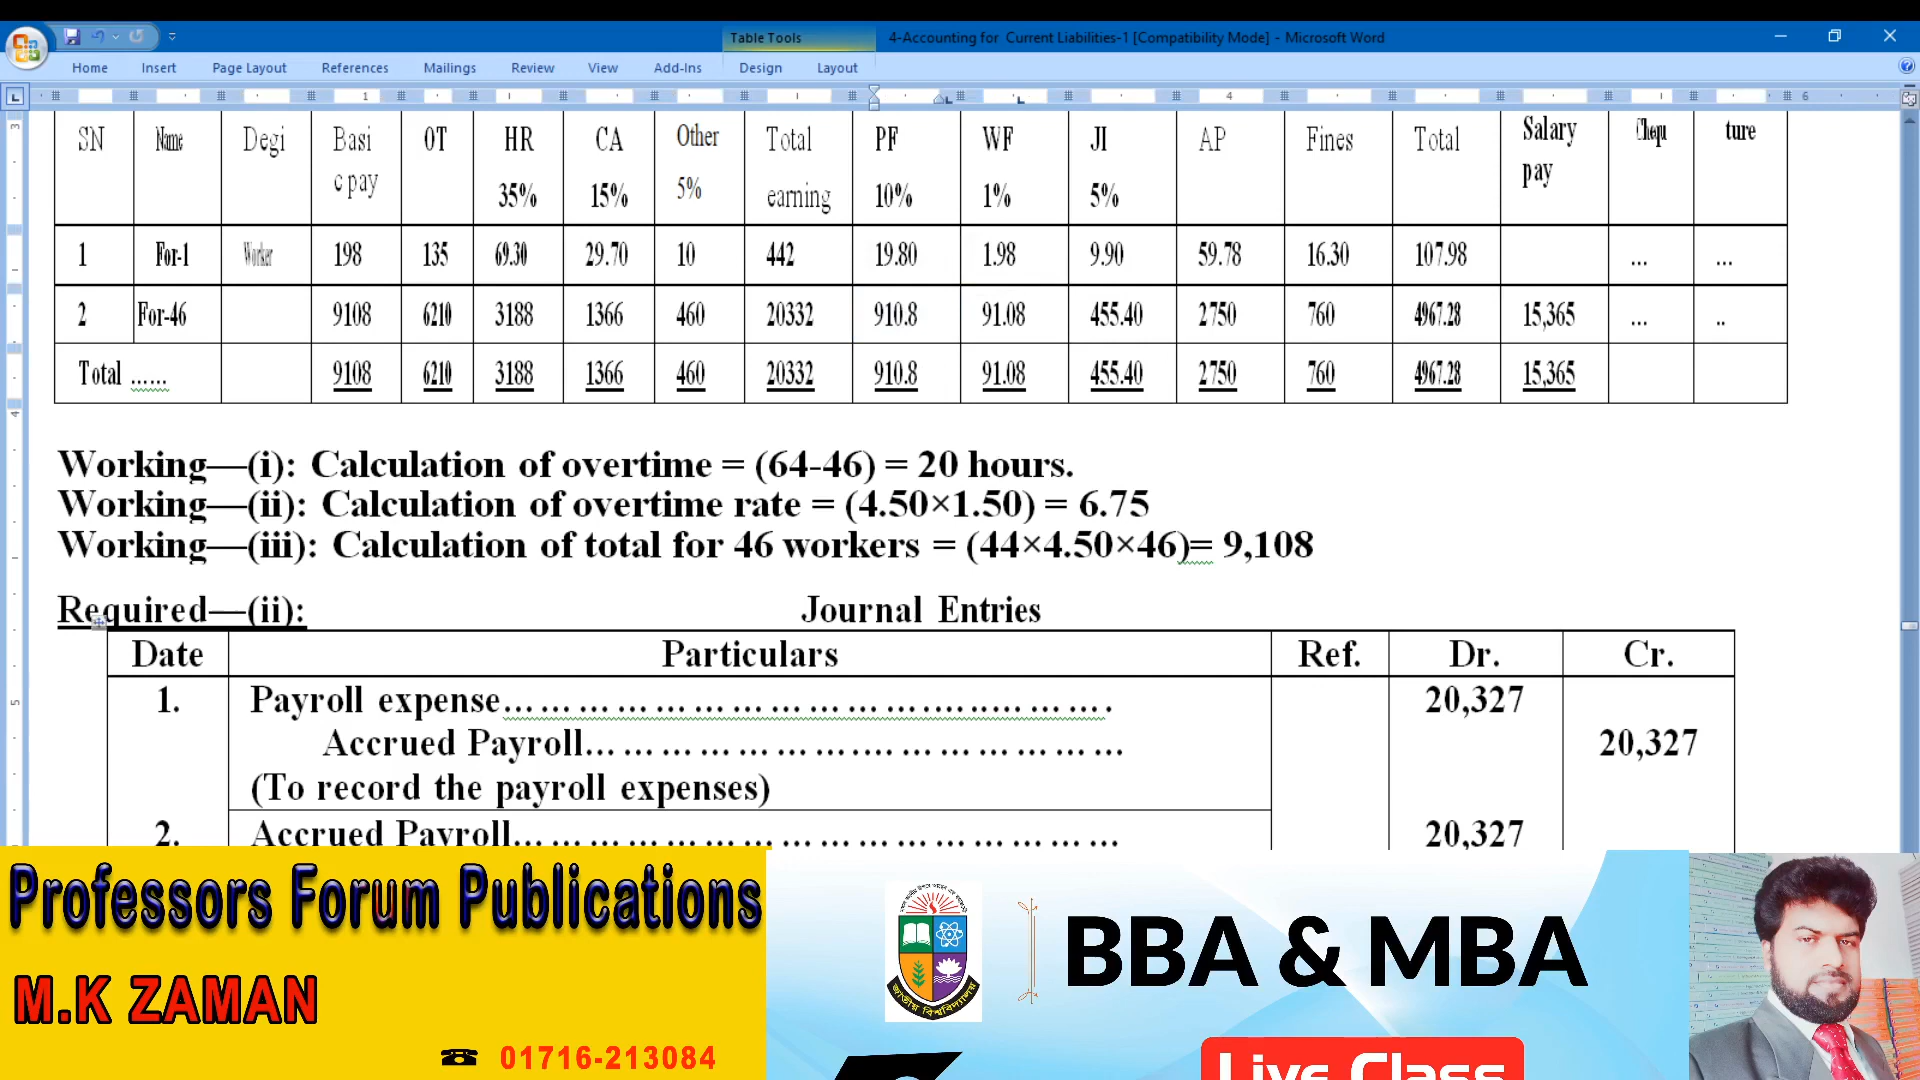 Table Tools
4-Accounting for Current Liabilities-1 [Compatibility Mode] - Microsoft Word
Home Insert Page Layout References Mailings Review View Add-Ins Design Layout
1 4 6
SN Name Degi Basic pay OT HR 35% CA 15% Other 5% Total earning PF 10% WF 1% JI 5% AP Fines Total Salary pay Chequ ture
1 For-1 Worker 198 135 69.30 29.70 10 442 19.80 1.98 9.90 59.78 16.30 107.98 ... ...
2 For-46 9108 6210 3188 1366 460 20332 910.8 91.08 455.40 2750 760 4967.28 15,365 ... ..
Total ...... 9108 6210 3188 1366 460 20332 910.8 91.08 455.40 2750 760 4967.28 15,365
Working—(i): Calculation of overtime = (64-46) = 20 hours.
Working—(ii): Calculation of overtime rate = (4.50×1.50) = 6.75
Working—(iii): Calculation of total for 46 workers = (44×4.50×46)= 9,108
Required—(ii): Journal Entries
Date Particulars Ref. Dr. Cr.
1. Payroll expense……………………………………………. 20,327
Accrued Payroll……………………………………… 20,327
(To record the payroll expenses)
2. Accrued Payroll……………………………………………… 20,327
Professors Forum Publications
M.K ZAMAN
☎ 01716-213084
BBA & MBA
Live Class